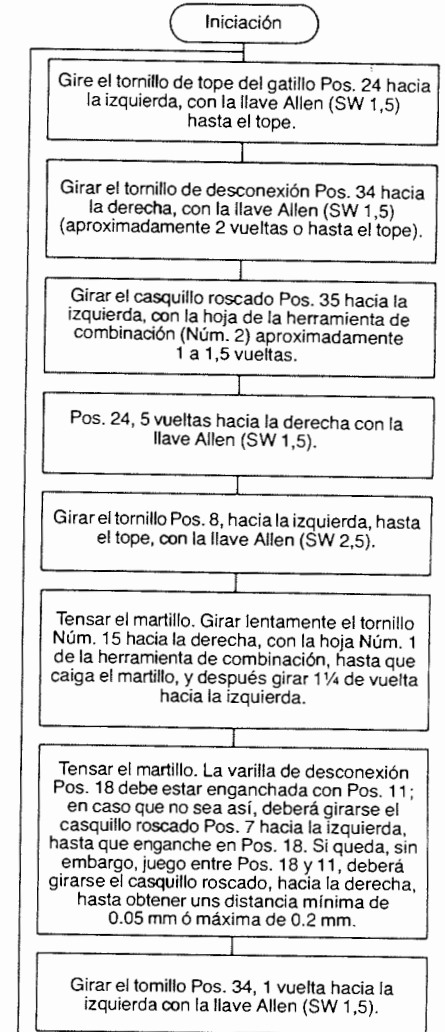 Iniciación
Gire el tornillo de tope del gatillo Pos. 24 hacia
la izquierda, con la llave Allen (SW 1,5)
hasta el tope.
Girar el tornillo de desconexión Pos. 34 hacia
la derecha, con la llave Allen (SW 1,5)
(aproximadamente 2 vueltas o hasta el tope).
Girar el casquillo roscado Pos. 35 hacia la
izquierda, con la hoja de la herramienta de
combinación (Núm. 2) aproximadamente
1 a 1,5 vueltas.
Pos. 24, 5 vueltas hacia la derecha con la
llave Allen (SW 1,5).
Girar el tornillo Pos. 8, hacia la izquierda, hasta
el tope, con la llave Allen (SW 2,5).
Tensar el martillo. Girar lentamente el tornillo
Núm. 15 hacia la derecha, con la hoja Núm. 1
de la herramienta de combinación, hasta que
caiga el martillo, y después girar 1¼ de vuelta
hacia la izquierda.
Tensar el martillo. La varilla de desconexión
Pos. 18 debe estar enganchada con Pos. 11;
en caso que no sea así, deberá girarse el
casquillo roscado Pos. 7 hacia la izquierda,
hasta que enganche en Pos. 18. Si queda, sin
embargo, juego entre Pos. 18 y 11, deberá
girarse el casquillo roscado, hacia la derecha,
hasta obtener uns distancia mínima de
0.05 mm ó máxima de 0.2 mm.
Girar el tornillo Pos. 34, 1 vuelta hacia la
izquierda con la llave Allen (SW 1,5).